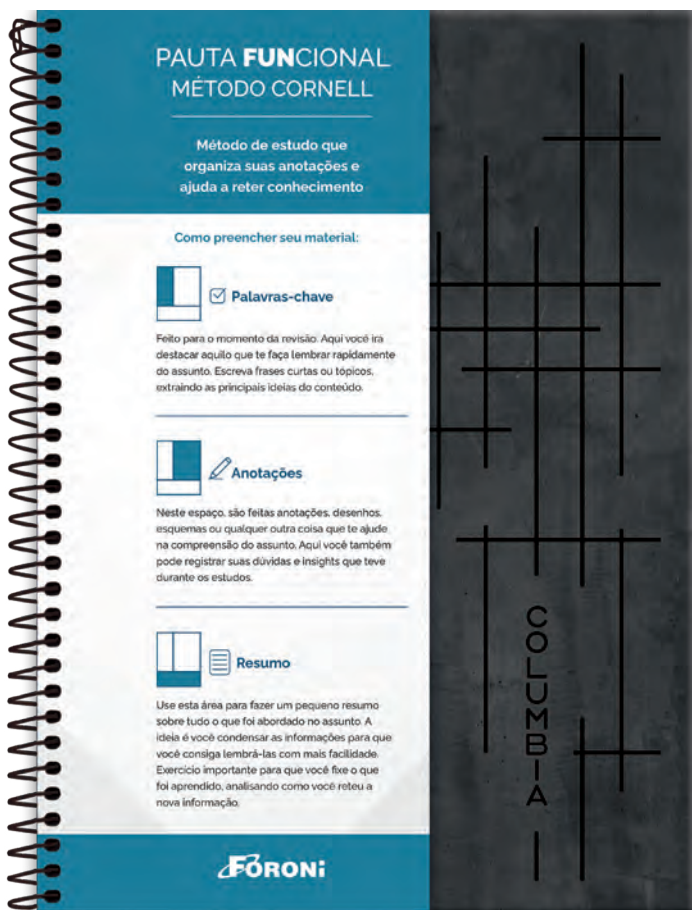 PAUTA FUNCIONAL
MÉTODO CORNELL
Método de estudo que
organiza suas anotações e
ajuda a reter conhecimento
Como preencher seu material:
Palavras-chave
Feito para o momento da revisão. Aqui você ira
destacar aquilo que te faça lembrar rapidamente
do assunto. Escreva frases curtas ou tópicos,
extraindo as principais ideias do conteúdo.
Anotações
Neste espaço, são feitas anotações, desenhos,
esquemas ou qualquer outra coisa que te ajude
na compreensão do assunto. Aqui você também
pode registrar suas dúvidas e insights que teve
durante os estudos.
Resumo
Use esta área para fazer um pequeno resumo
sobre tudo o que foi abordado no assunto. A
ideia é você condensar as informações para que
você consiga lembrá-las com mais facilidade.
Exercício importante para que você fixe o que
foi aprendido, analisando como você reteu a
nova informação.
FORONi
COLUMBIA